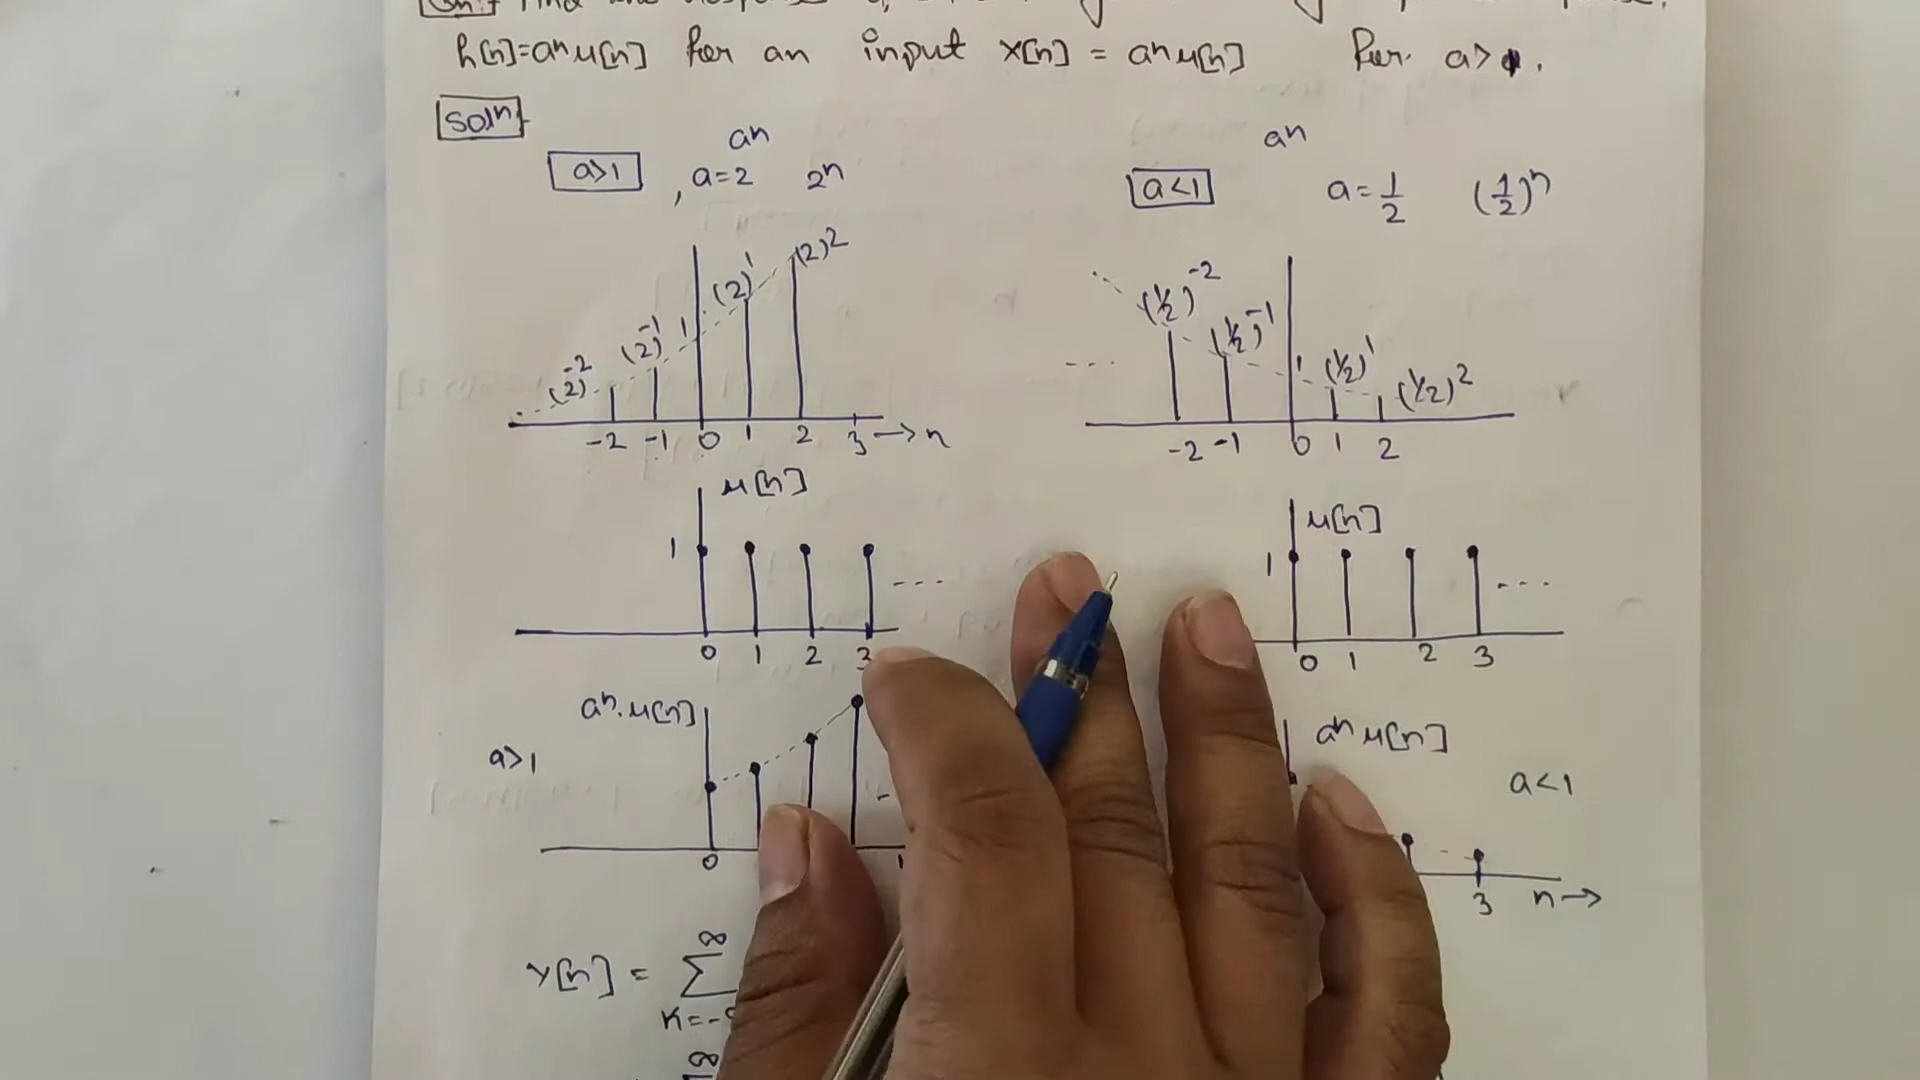 h[n]=aⁿu[n] for an input x[n] = aⁿu[n] for a>
Solⁿ
aⁿ
a>1 , a=2 2ⁿ
(2)⁻² (2)⁻¹ 1 (2)¹ (2)²
-2 -1 0 1 2 3 → n
u[n]
1
0 1 2 3 ----
aⁿ.u[n]
a>1
0
y[n] = ∑ ∞
K=-
∞
aⁿ
a<1 a=1/2 (1/2)ⁿ
--- (1/2)⁻² (1/2)⁻¹ 1 (1/2)¹ (1/2)²
-2 -1 0 1 2
u[n]
1
0 1 2 3 ----
aⁿu[n]
a<1
3 n→